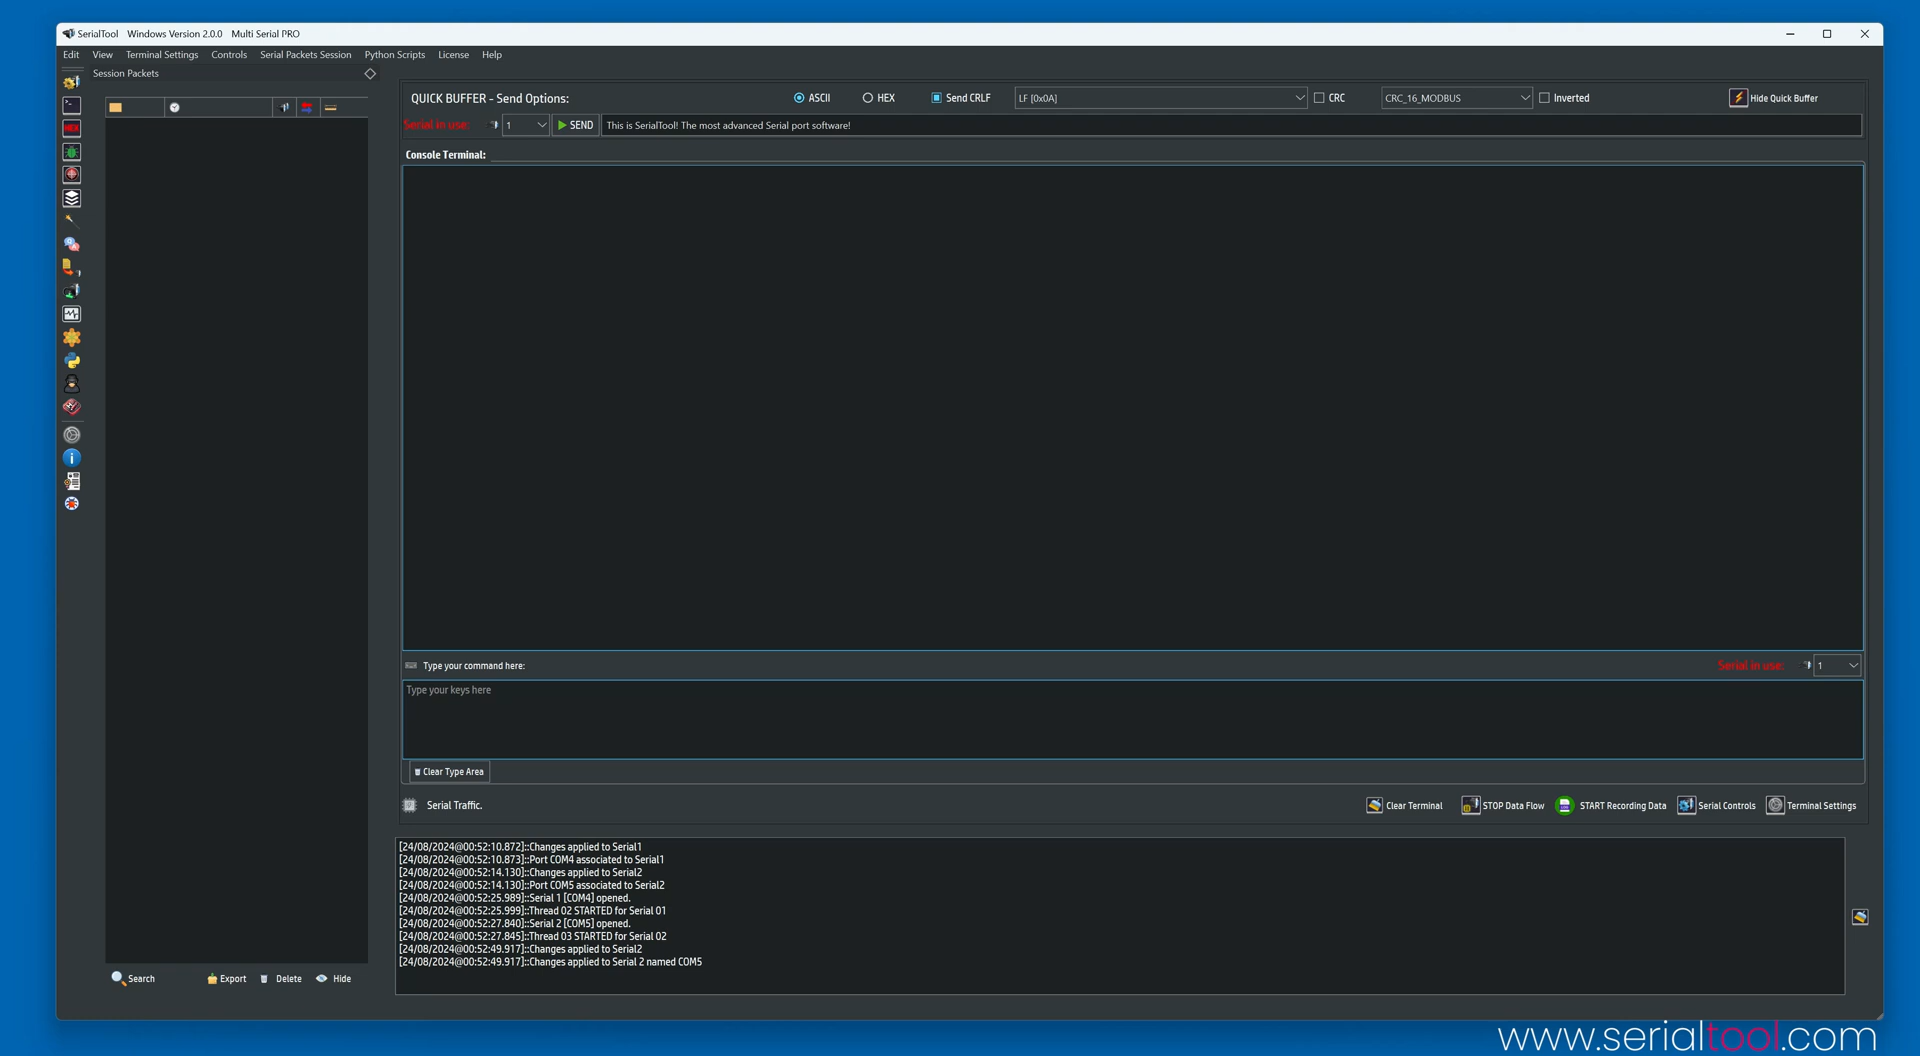 SerialTool Windows Version 2.0.0 Multi Serial PRO
Edit View Terminal Settings Controls Serial Packets Session Python Scripts License Help
Session Packets
QUICK BUFFER - Send Options: ASCII HEX Send CRLF LF [0x0A] CRC CRC_16_MODBUS Inverted Hide Quick Buffer
Serial in use: 1 SEND This is SerialTool! The most advanced Serial port software!
Console Terminal:
HEX
Type your command here: Serial in use: 1
Type your keys here
Clear Type Area
Serial Traffic. Clear Terminal STOP Data Flow START Recording Data Serial Controls Terminal Settings
[24/08/2024@00:52:10.872]::Changes applied to Serial1
[24/08/2024@00:52:10.873]::Port COM4 associated to Serial1
[24/08/2024@00:52:14.130]::Changes applied to Serial2
[24/08/2024@00:52:14.130]::Port COM5 associated to Serial2
[24/08/2024@00:52:25.989]::Serial 1 [COM4] opened.
[24/08/2024@00:52:25.999]::Thread 02 STARTED for Serial 01
[24/08/2024@00:52:27.840]::Serial 2 [COM5] opened.
[24/08/2024@00:52:27.845]::Thread 03 STARTED for Serial 02
[24/08/2024@00:52:49.917]::Changes applied to Serial2
[24/08/2024@00:52:49.917]::Changes applied to Serial 2 named COM5
Search Export Delete Hide
www.serialtool.com